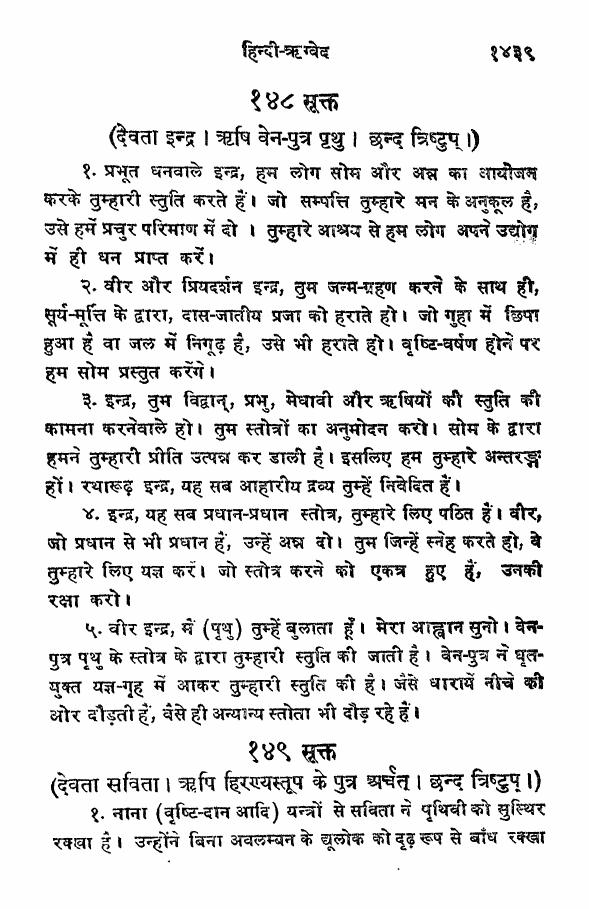 हिन्दी-ऋग्वेद १४३९
१४८ सूक्त
(देवता इन्द्र । ऋषि वेन-पुत्र पृथु । छन्द त्रिष्टुप् ।)
१. प्रभूत धनवाले इन्द्र, हम लोग सोम और अन्न का आयोजन
करके तुम्हारी स्तुति करते हैं। जो सम्पत्ति तुम्हारे मन के अनुकूल है,
उसे हमें प्रचुर परिमाण में दो । तुम्हारे आश्रय से हम लोग अपने उद्योग
में ही धन प्राप्त करें।
२. वीर और प्रियदर्शन इन्द्र, तुम जन्म-ग्रहण करने के साथ ही,
सूर्य-मूर्त्ति के द्वारा, दास-जातीय प्रजा को हराते हो। जो गुहा में छिपा
हुआ है वा जल में निगूढ़ है, उसे भी हराते हो। वृष्टि-वर्षण होने पर
हम सोम प्रस्तुत करेंगे।
३. इन्द्र, तुम विद्वान्, प्रभु, मेधावी और ऋषियों की स्तुति की
कामना करनेवाले हो। तुम स्तोत्रों का अनुमोदन करो। सोम के द्वारा
हमने तुम्हारी प्रीति उत्पन्न कर डाली है। इसलिए हम तुम्हारे अन्तरङ्ग
हों। रथारूढ़ इन्द्र, यह सब आहारीय द्रव्य तुम्हें निवेदित हैं।
४. इन्द्र, यह सब प्रधान-प्रधान स्तोत्र, तुम्हारे लिए पठित हैं। वीर,
जो प्रधान से भी प्रधान हैं, उन्हें अन्न दो। तुम जिन्हें स्नेह करते हो, वे
तुम्हारे लिए यज्ञ करें। जो स्तोत्र करने को एकत्र हुए हैं, उनकी
रक्षा करो।
५. वीर इन्द्र, मैं (पृथु) तुम्हें बुलाता हूँ। मेरा आह्वान सुनो। वेन-
पुत्र पृथु के स्तोत्र के द्वारा तुम्हारी स्तुति की जाती है। वेन-पुत्र ने घृत-
युक्त यज्ञ-गृह में आकर तुम्हारी स्तुति की है। जैसे धारायें नीचे की
ओर दौड़ती हैं, वैसे ही अन्यान्य स्तोता भी दौड़ रहे हैं।
१४९ सूक्त
(देवता सविता। ऋषि हिरण्यस्तूप के पुत्र अर्चत्। छन्द त्रिष्टुप्।)
१. नाना (वृष्टि-दान आदि) यन्त्रों से सविता ने पृथिवी को सुस्थिर
रक्खा है। उन्होंने बिना अवलम्बन के द्युलोक को दृढ़ रूप से बाँध रक्खा